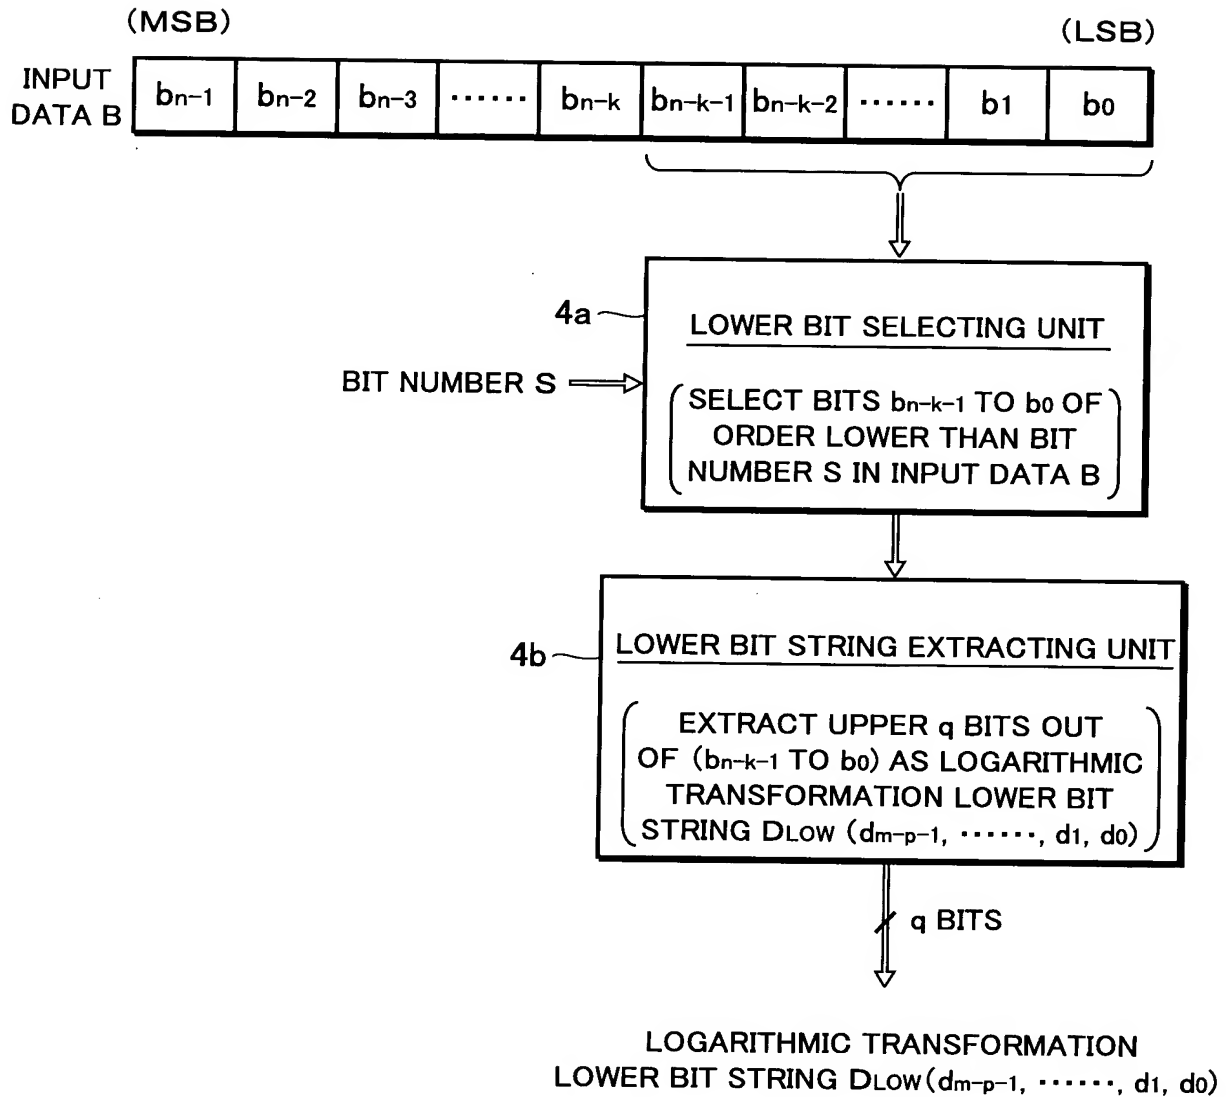 (MSB)
(LSB)
INPUT
DATA B
bn-1 bn-2 bn-3 ······ bn-k bn-k-1 bn-k-2 ······ b1 b0
4a
LOWER BIT SELECTING UNIT
BIT NUMBER S
SELECT BITS bn-k-1 TO b0 OF
ORDER LOWER THAN BIT
NUMBER S IN INPUT DATA B
4b
LOWER BIT STRING EXTRACTING UNIT
EXTRACT UPPER q BITS OUT
OF (bn-k-1 TO b0) AS LOGARITHMIC
TRANSFORMATION LOWER BIT
STRING DLOW (dm-p-1, ······, d1, d0)
q BITS
LOGARITHMIC TRANSFORMATION
LOWER BIT STRING DLOW(dm-p-1, ······, d1, d0)